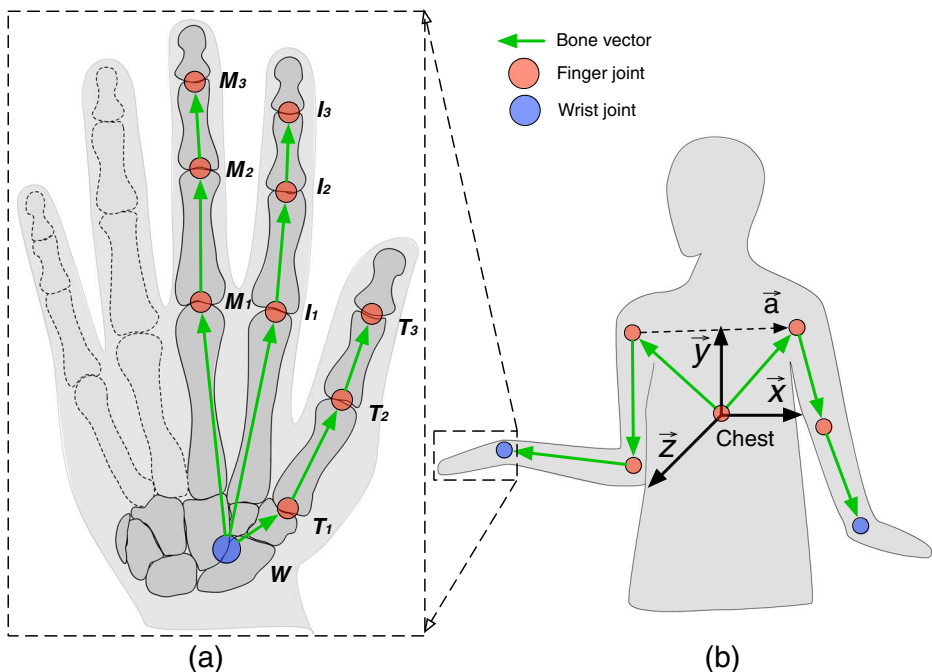 Bone vector
Finger joint
Wrist joint
M₃
I₃
M₂
I₂
M₁
I₁
T₃
T₂
T₁
W
a⃗
y⃗
x⃗
z⃗
Chest
(a)
(b)